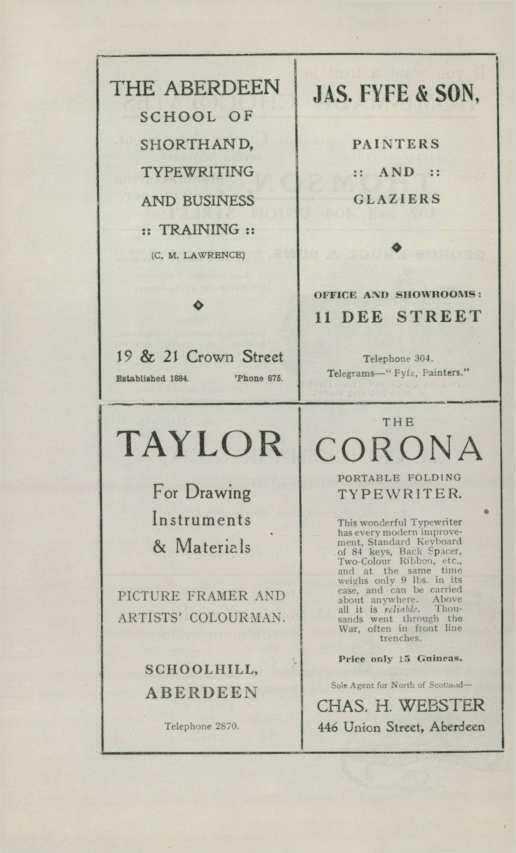 THE ABERDEEN
SCHOOL OF
SHORTHAND,
TYPEWRITING
AND BUSINESS
:: TRAINING ::
(C. M. LAWRENCE)
19 & 21 Crown Street
Established 1884. 'Phone 875.
JAS. FYFE & SON,
PAINTERS
:: AND ::
GLAZIERS
OFFICE AND SHOWROOMS:
11 DEE STREET
Telephone 304.
Telegrams—"Fyfe, Painters."
TAYLOR
For Drawing
Instruments
& Materials
PICTURE FRAMER AND
ARTISTS' COLOURMAN.
SCHOOLHILL,
ABERDEEN
Telephone 2870.
THE
CORONA
PORTABLE FOLDING
TYPEWRITER.
This wonderful Typewriter
has every modern improve-
ment, Standard Keyboard
of 84 keys, Back Spacer,
Two-Colour Ribbon, etc.,
and at the same time
weighs only 9 lbs. in its
case, and can be carried
about anywhere. Above
all it is reliable. Thou-
sands went through the
War, often in front line
trenches.
Price only 15 Guineas.
Sole Agent for North of Scotland—
CHAS. H. WEBSTER
446 Union Street, Aberdeen